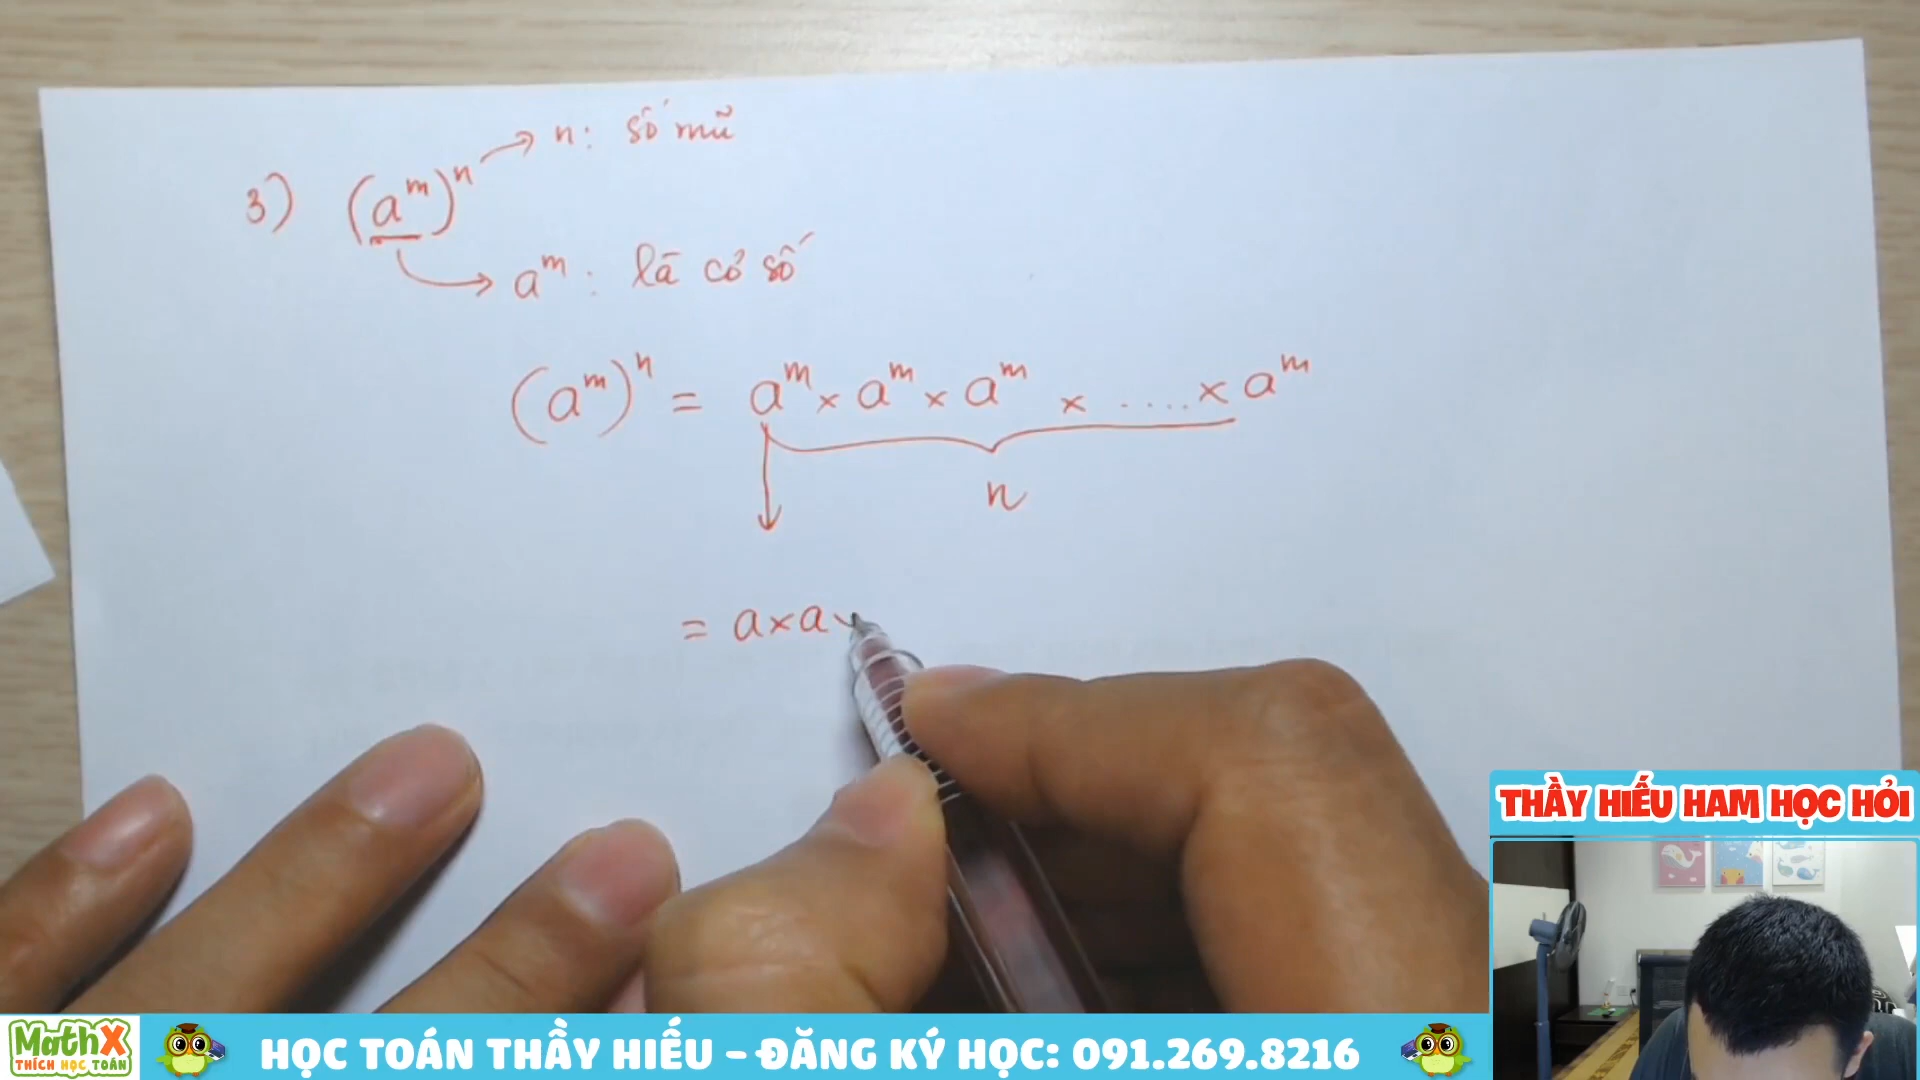 n: số mũ
3) (a^m)^n
a^m: là cơ số
(a^m)^n = a^m × a^m × a^m × ..... × a^m
n
= a × a ×
THẦY HIẾU HAM HỌC HỎI
MathX
THÍCH HỌC TOÁN
HỌC TOÁN THẦY HIẾU - ĐĂNG KÝ HỌC: 091.269.8216